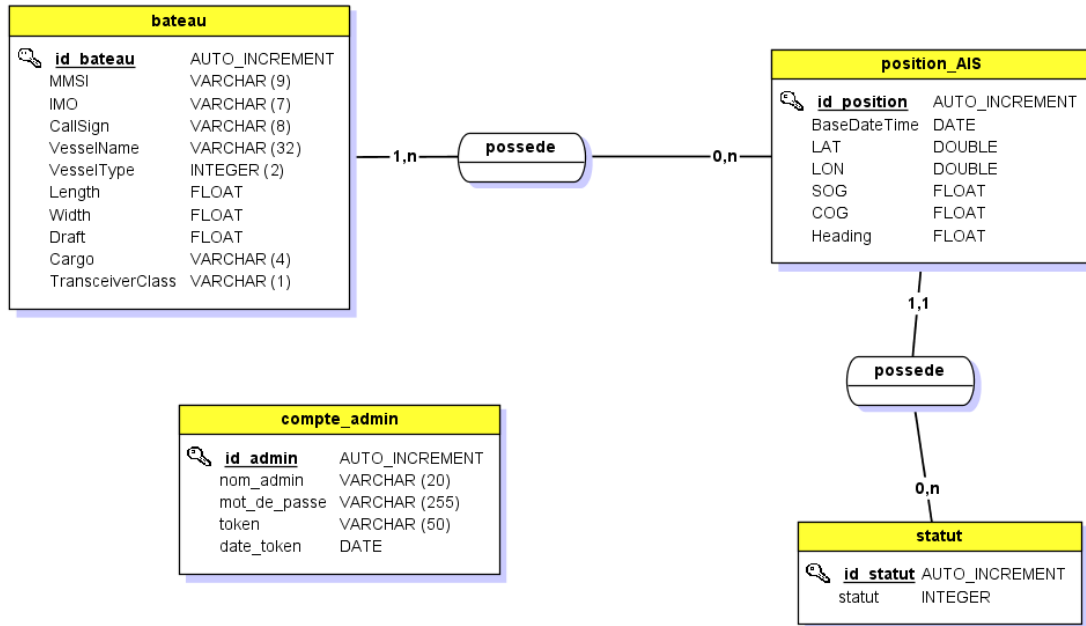 bateau
id_bateau AUTO_INCREMENT
MMSI VARCHAR (9)
IMO VARCHAR (7)
CallSign VARCHAR (8)
VesselName VARCHAR (32)
VesselType INTEGER (2)
Length FLOAT
Width FLOAT
Draft FLOAT
Cargo VARCHAR (4)
TransceiverClass VARCHAR (1)
1,n
possede
0,n
position_AIS
id_position AUTO_INCREMENT
BaseDateTime DATE
LAT DOUBLE
LON DOUBLE
SOG FLOAT
COG FLOAT
Heading FLOAT
1,1
possede
0,n
compte_admin
id_admin AUTO_INCREMENT
nom_admin VARCHAR (20)
mot_de_passe VARCHAR (255)
token VARCHAR (50)
date_token DATE
statut
id_statut AUTO_INCREMENT
statut INTEGER